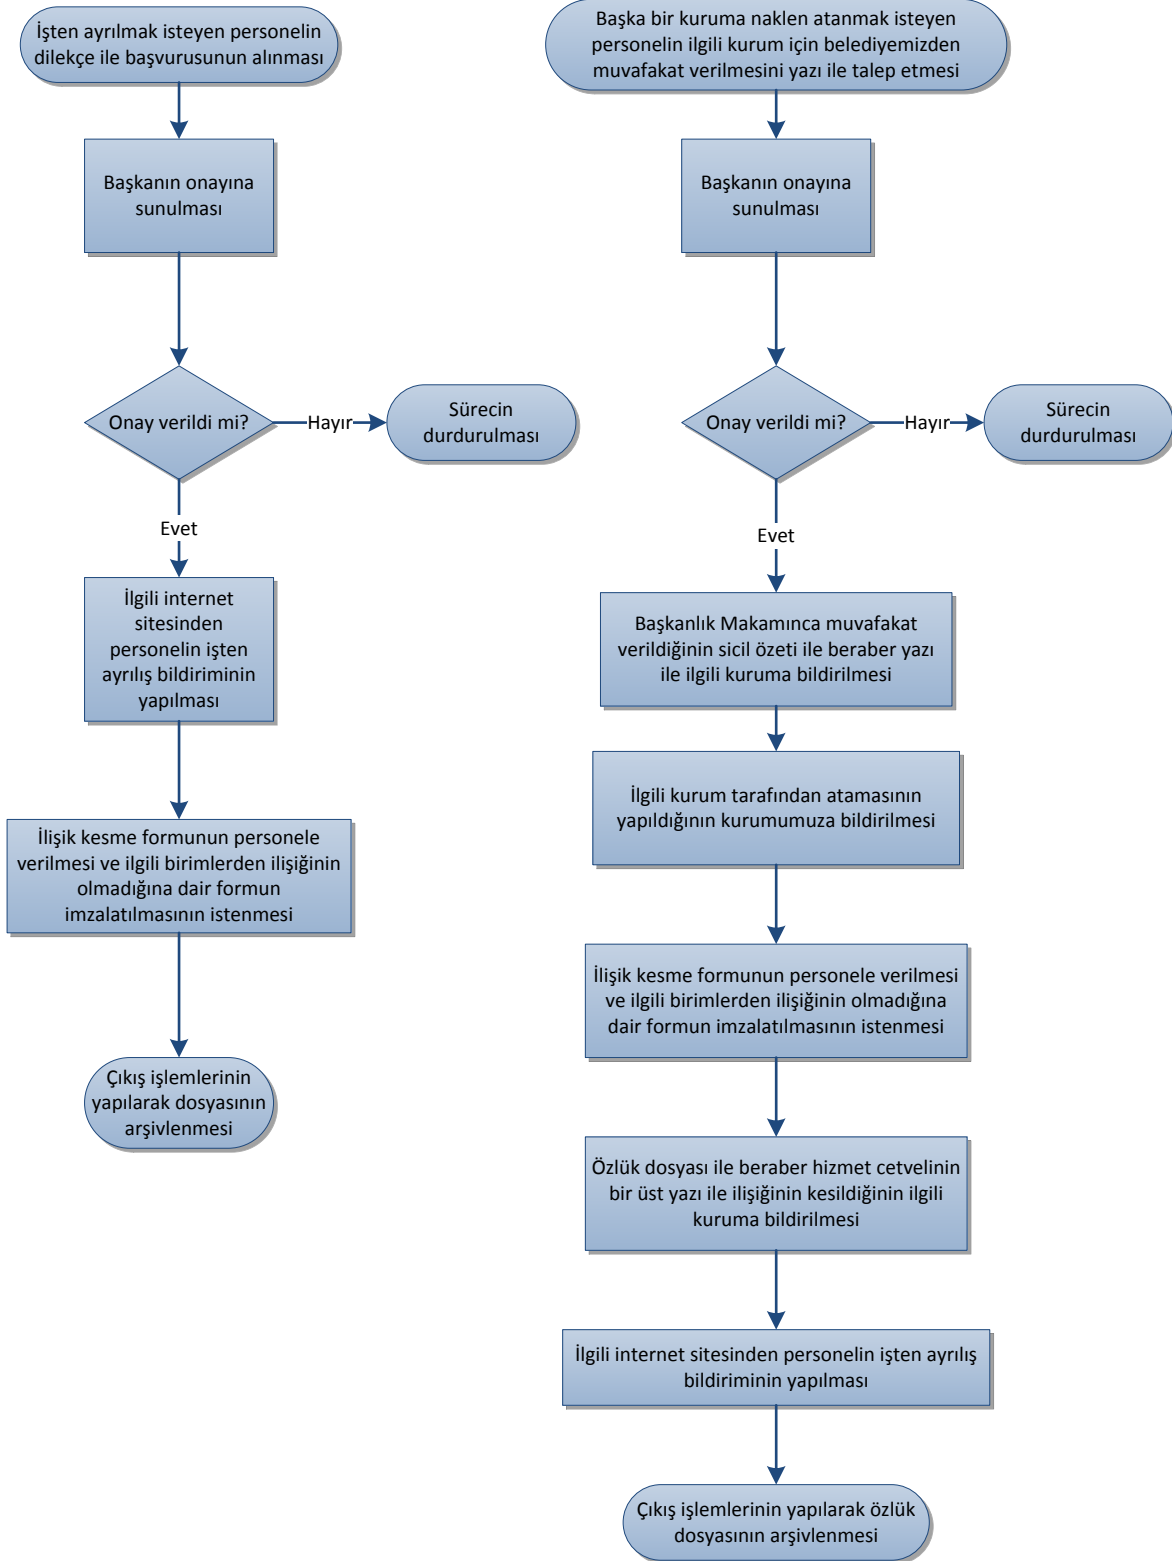 İşten ayrılmak isteyen personelin
dilekçe ile başvurusunun alınması
Başkanın onayına
sunulması
Onay verildi mi?
Hayır
Sürecin
durdurulması
Evet
İlgili internet
sitesinden
personelin işten
ayrılış bildiriminin
yapılması
İlişik kesme formunun personele
verilmesi ve ilgili birimlerden ilişiğinin
olmadığına dair formun
imzalatılmasının istenmesi
Çıkış işlemlerinin
yapılarak dosyasının
arşivlenmesi
Başka bir kuruma naklen atanmak isteyen
personelin ilgili kurum için belediyemizden
muvafakat verilmesini yazı ile talep etmesi
Başkanın onayına
sunulması
Onay verildi mi?
Hayır
Sürecin
durdurulması
Evet
Başkanlık Makamınca muvafakat
verildiğinin sicil özeti ile beraber yazı
ile ilgili kuruma bildirilmesi
İlgili kurum tarafından atamasının
yapıldığının kurumumuza bildirilmesi
İlişik kesme formunun personele verilmesi
ve ilgili birimlerden ilişiğinin olmadığına
dair formun imzalatılmasının istenmesi
Özlük dosyası ile beraber hizmet cetvelinin
bir üst yazı ile ilişiğinin kesildiğinin ilgili
kuruma bildirilmesi
İlgili internet sitesinden personelin işten ayrılış
bildiriminin yapılması
Çıkış işlemlerinin yapılarak özlük
dosyasının arşivlenmesi